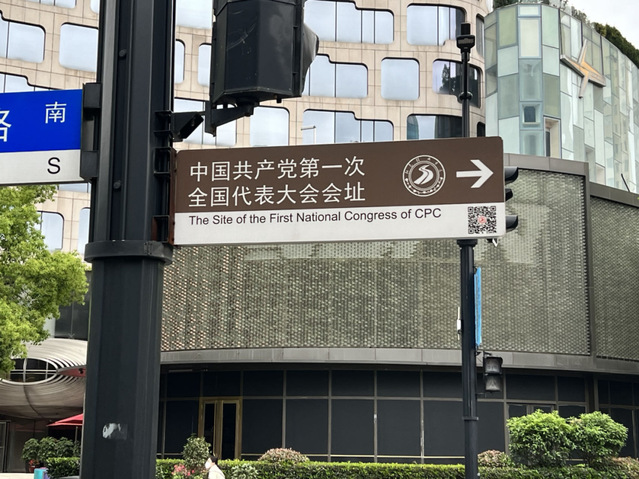 路 南
S
中国共产党第一次
全国代表大会会址
The Site of the First National Congress of CPC